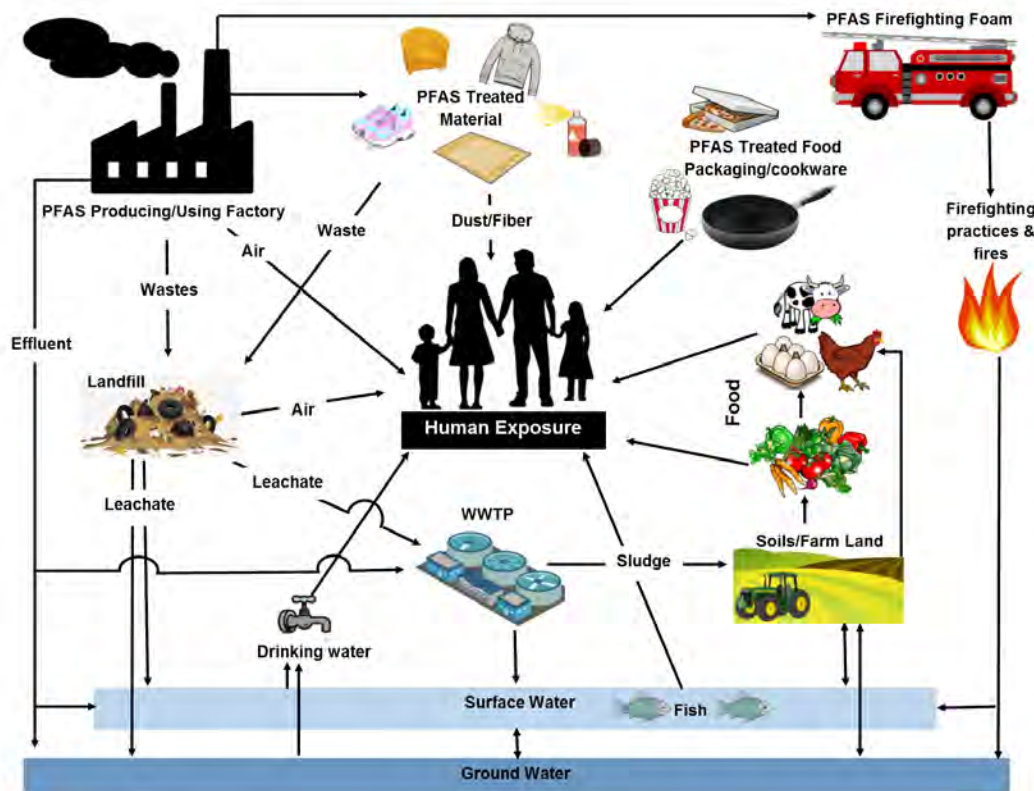 PFAS Firefighting Foam
PFAS Treated
Material
PFAS Treated Food
Packaging/cookware
PFAS Producing/Using Factory
Dust/Fiber
Waste
Air
Firefighting
practices &
fires
Wastes
Effluent
Landfill
Air
Food
Human Exposure
Leachate
Leachate
WWTP
Soils/Farm Land
Sludge
Drinking water
Surface Water
Fish
Ground Water